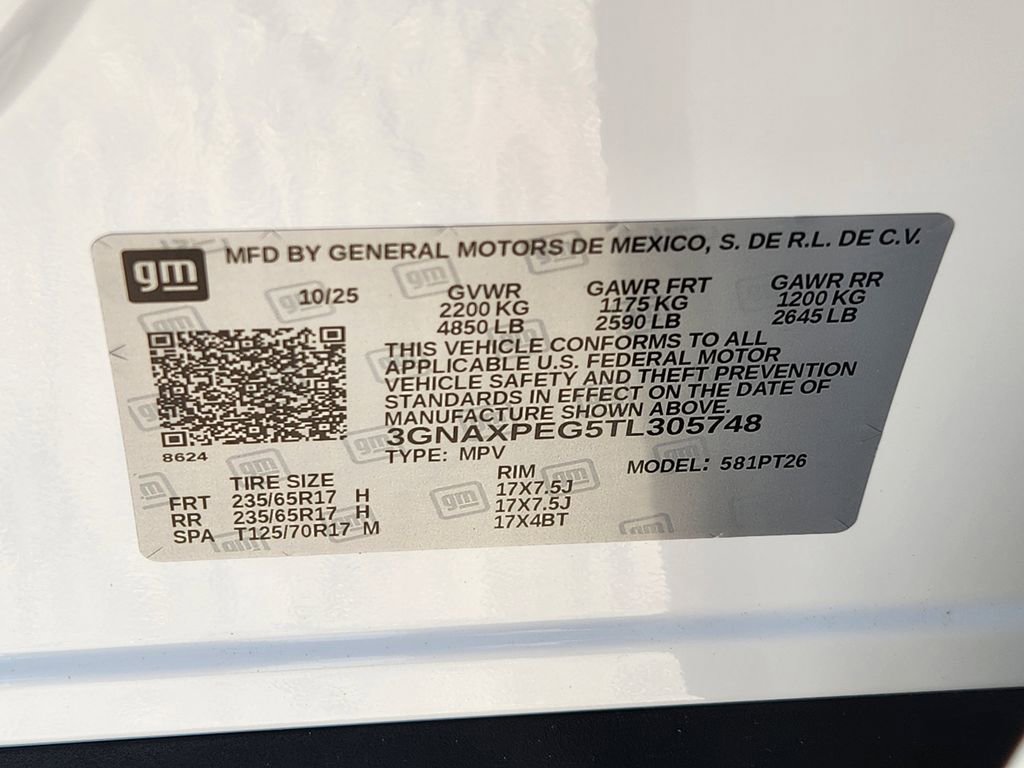 gm MFD BY GENERAL MOTORS DE MEXICO, S. DE R.L. DE C.V.
10/25 GVWR GAWR FRT GAWR RR
2200 KG 1175 KG 1200 KG
4850 LB 2590 LB 2645 LB
THIS VEHICLE CONFORMS TO ALL
APPLICABLE U.S. FEDERAL MOTOR
VEHICLE SAFETY AND THEFT PREVENTION
STANDARDS IN EFFECT ON THE DATE OF
MANUFACTURE SHOWN ABOVE.
3GNAXPEG5TL305748
8624 TYPE: MPV MODEL: 581PT26
TIRE SIZE RIM
FRT 235/65R17 H 17X7.5J
RR 235/65R17 H 17X7.5J
SPA T125/70R17 M 17X4BT